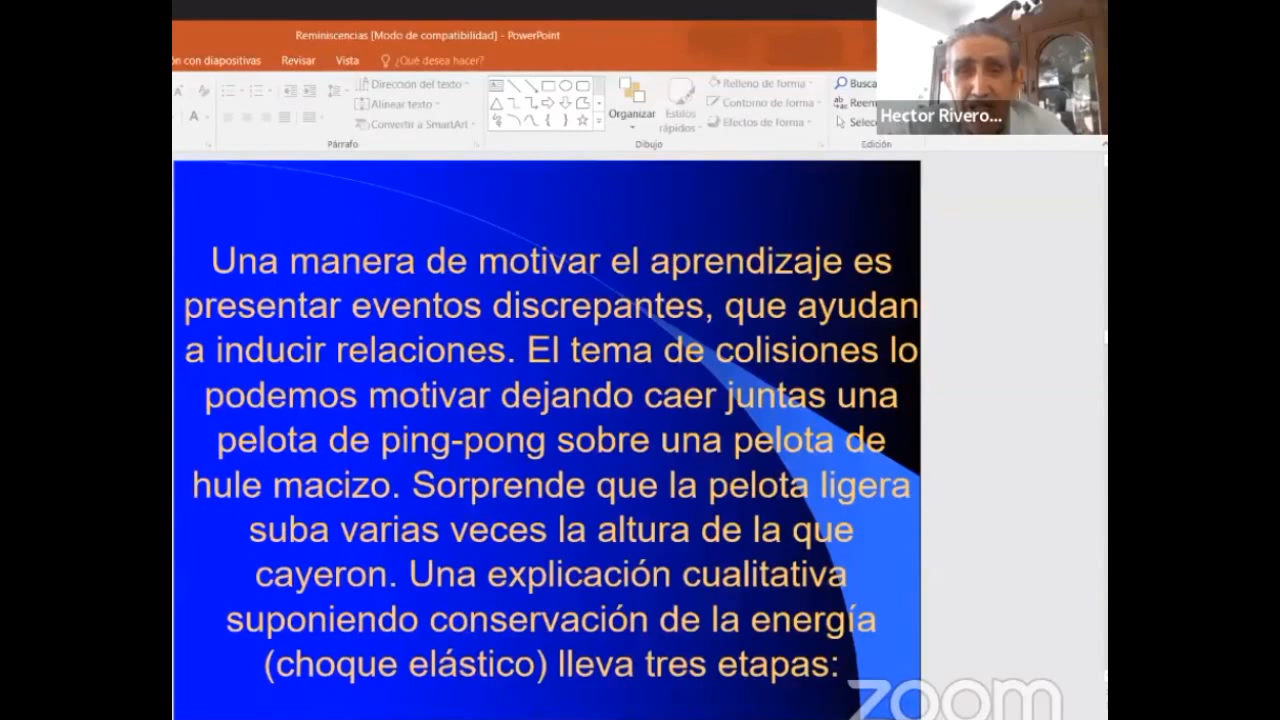 Reminiscencias [Modo de compatibilidad] - PowerPoint
ón con diapositivas Revisar Vista ¿Qué desea hacer?
Dirección del texto
Alinear texto
Convertir a SmartArt
Párrafo
Organizar
Estilos
rápidos
Dibujo
Relleno de forma
Contorno de forma
Efectos de forma
Busca
Reem
Selec
Edición
Hector Rivero...
Una manera de motivar el aprendizaje es
presentar eventos discrepantes, que ayudan
a inducir relaciones. El tema de colisiones lo
podemos motivar dejando caer juntas una
pelota de ping-pong sobre una pelota de
hule macizo. Sorprende que la pelota ligera
suba varias veces la altura de la que
cayeron. Una explicación cualitativa
suponiendo conservación de la energía
(choque elástico) lleva tres etapas:
zoom